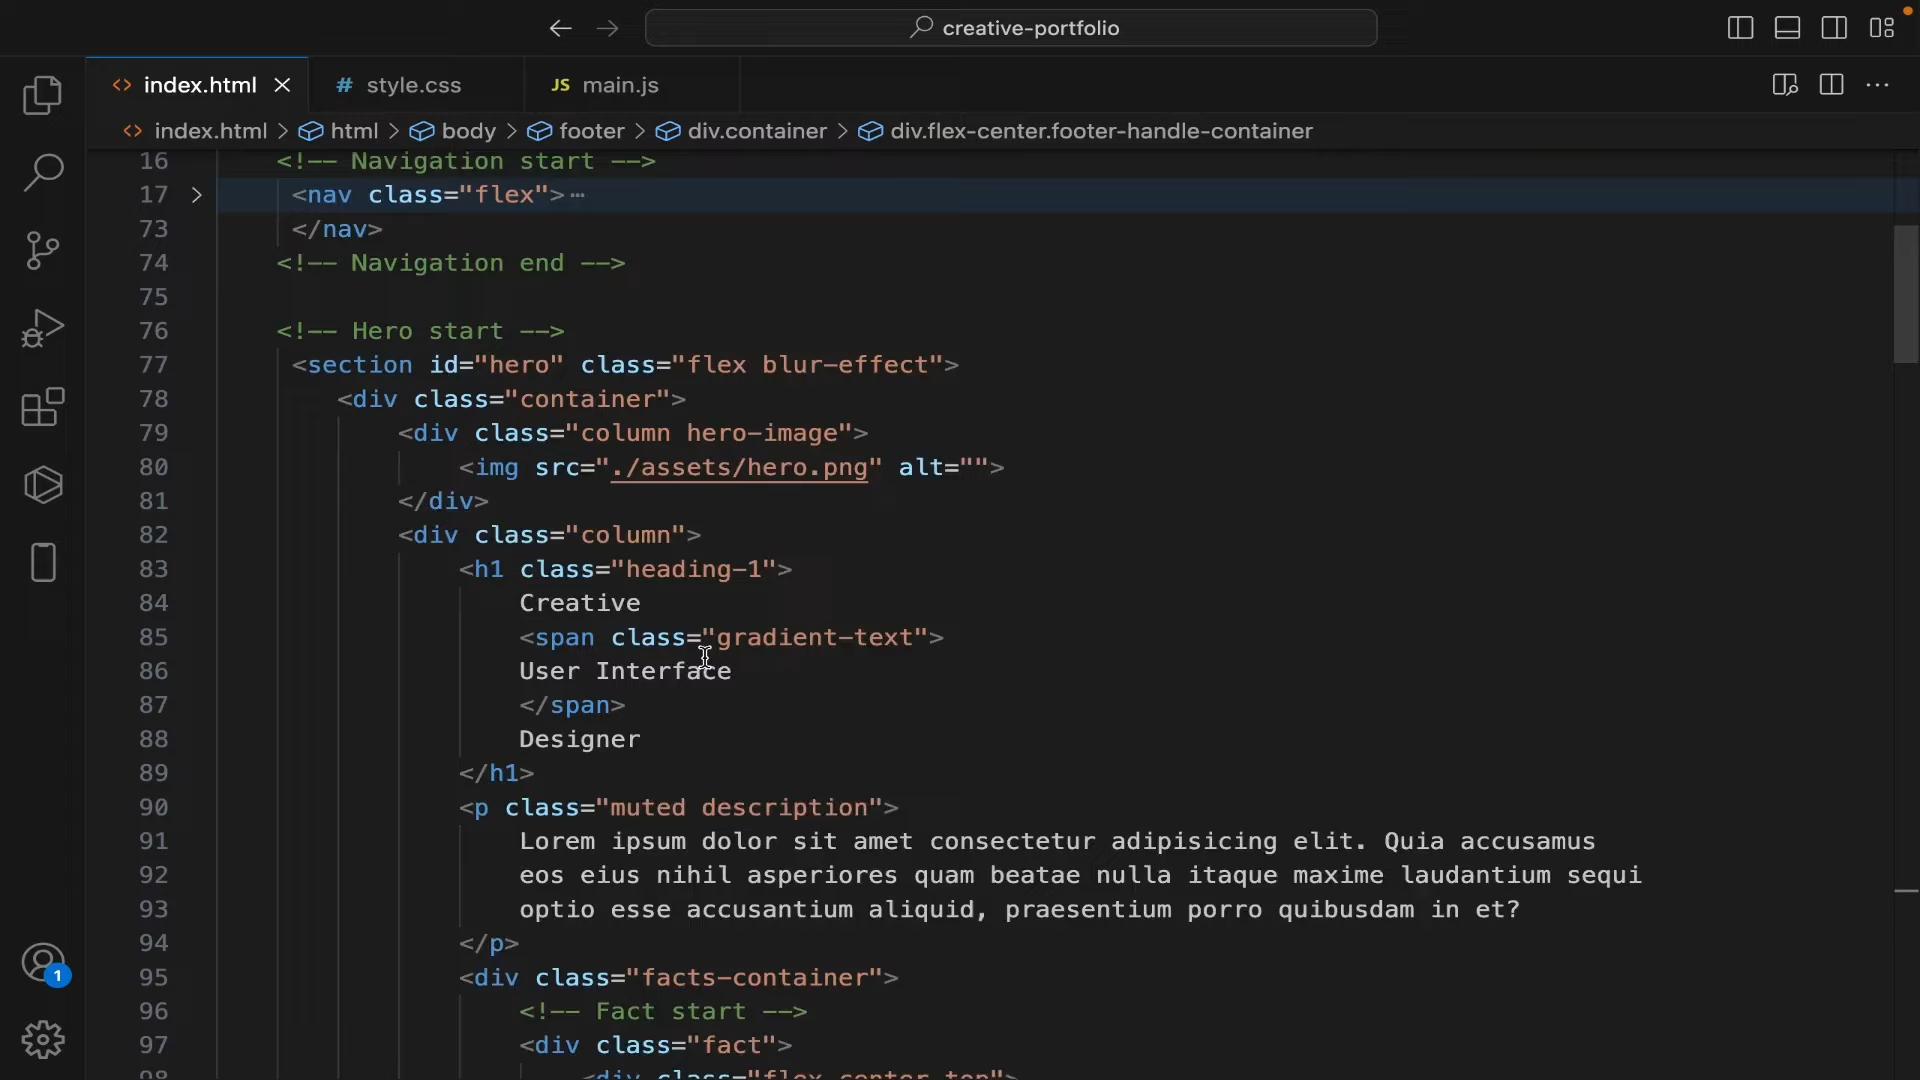 creative-portfolio
index.html
# style.css
JS main.js
index.html > html > body > footer > div.container > div.flex-center.footer-handle-container
16 <!-- Navigation start -->
17 <nav class="flex">…
73 </nav>
74 <!-- Navigation end -->
75
76 <!-- Hero start -->
77 <section id="hero" class="flex blur-effect">
78 <div class="container">
79 <div class="column hero-image">
80 <img src="./assets/hero.png" alt="">
81 </div>
82 <div class="column">
83 <h1 class="heading-1">
84 Creative
85 <span class="gradient-text">
86 User Interface
87 </span>
88 Designer
89 </h1>
90 <p class="muted description">
91 Lorem ipsum dolor sit amet consectetur adipisicing elit. Quia accusamus
92 eos eius nihil asperiores quam beatae nulla itaque maxime laudantium sequi
93 optio esse accusantium aliquid, praesentium porro quibusdam in et?
94 </p>
95 <div class="facts-container">
96 <!-- Fact start -->
97 <div class="fact">
98 <div class="flex-center top">
1